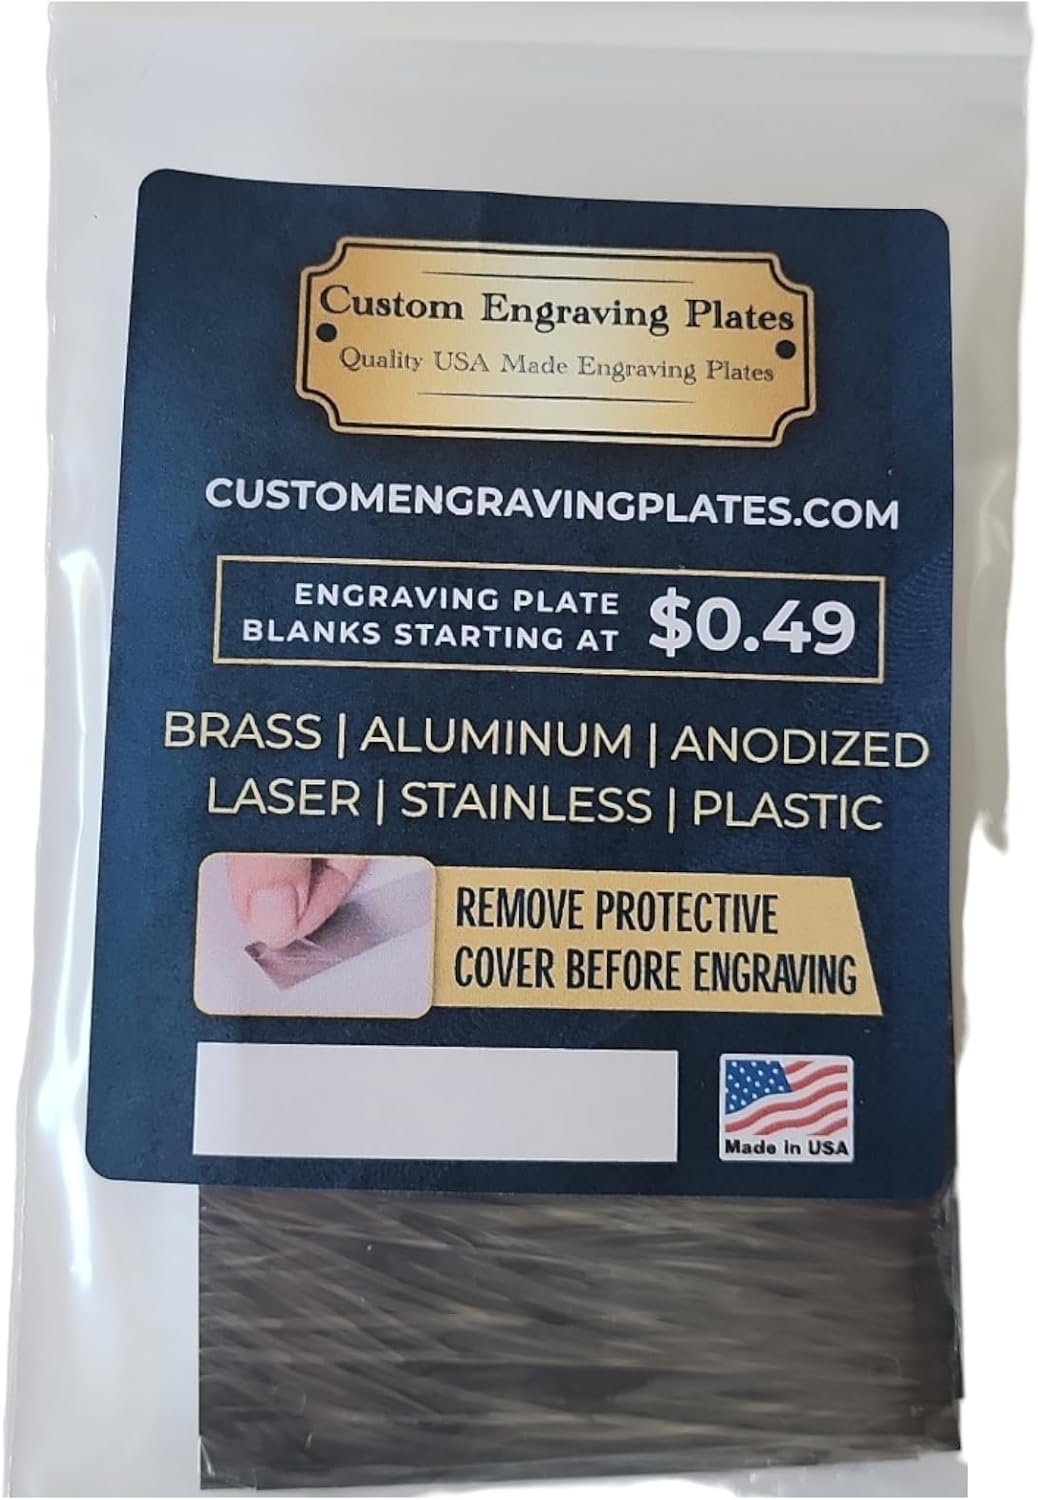 Custom Engraving Plates
Quality USA Made Engraving Plates
CUSTOMENGRAVINGPLATES.COM
ENGRAVING PLATE
BLANKS STARTING AT
$0.49
BRASS | ALUMINUM | ANODIZED
LASER | STAINLESS | PLASTIC
REMOVE PROTECTIVE
COVER BEFORE ENGRAVING
Made in USA